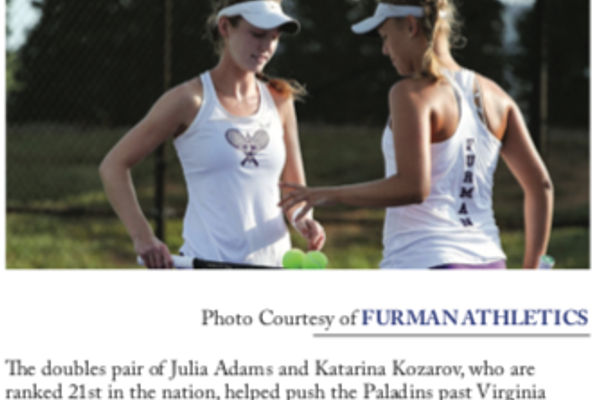 FURMAN
Photo Courtesy of FURMAN ATHLETICS
The doubles pair of Julia Adams and Katarina Kozarov, who are
ranked 21st in the nation, helped push the Paladins past Virginia